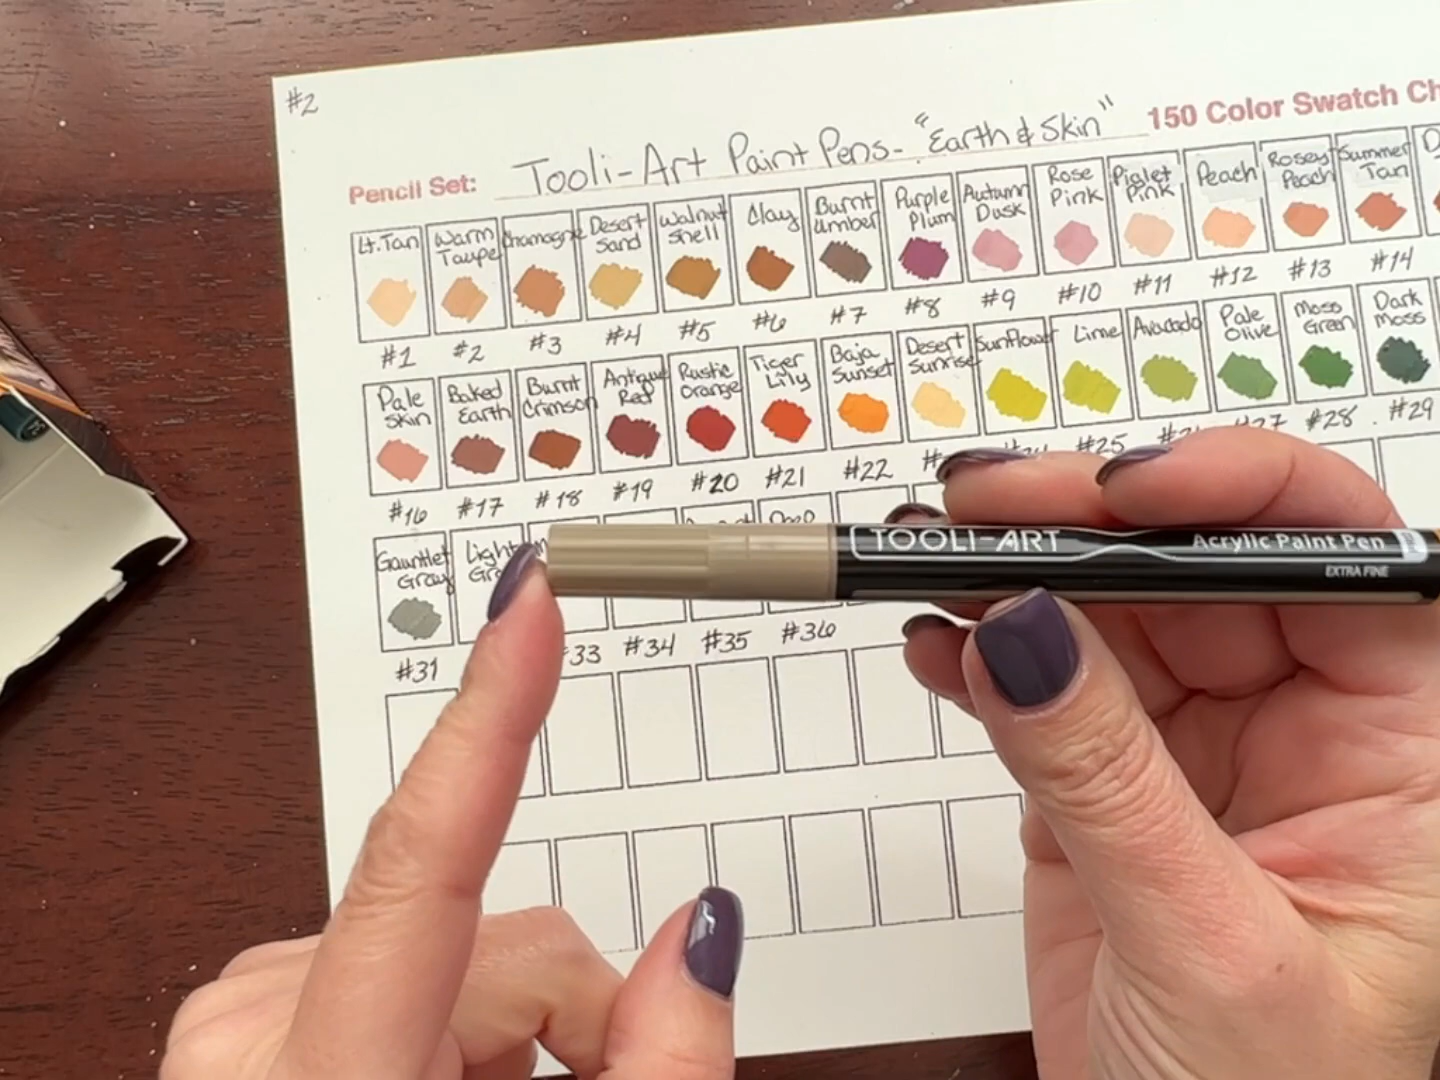 #2
Pencil Set: Tooli-Art Paint Pens- "Earth & Skin" 150 Color Swatch Ch
Lt. Tan
Warm Taupe
Champagne
Desert Sand
Walnut Shell
Clay
Burnt Umber
Purple Plum
Autumn Dusk
Rose Pink
Piglet Pink
Peach
Rosey Peach
Summer Tan
#1 #2 #3 #4 #5 #6 #7 #8 #9 #10 #11 #12 #13 #14
Pale Skin
Baked Earth
Burnt Crimson
Antique Red
Rustic Orange
Tiger Lily
Baja Sunset
Desert Sunrise
Sunflower
Lime
Avacado
Pale Olive
Moss Green
Dark Moss
#16 #17 #18 #19 #20 #21 #22 #25 #27 #28 #29
Gauntlet Gray
Light
#31 #33 #34 #35 #36
TOOLI-ART Acrylic Paint Pen
EXTRA FINE